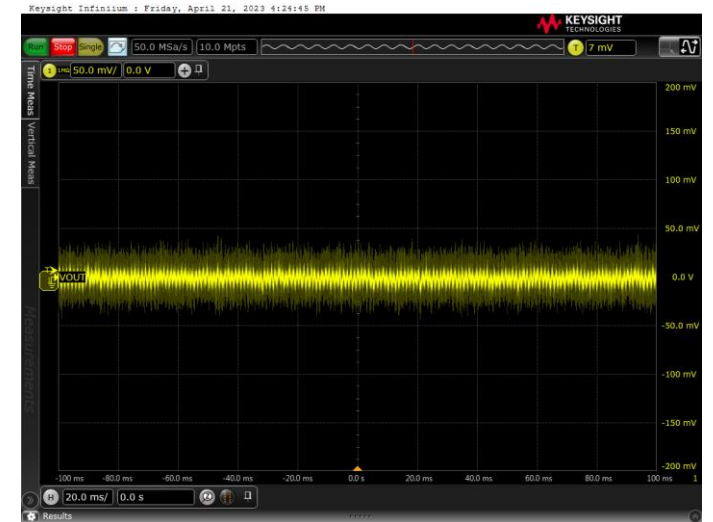 Keysight Infiniium : Friday, April 21, 2023 4:24:45 PM
KEYSIGHT
TECHNOLOGIES
Run Stop Single 50.0 MSa/s 10.0 Mpts T 7 mV
1 1MΩ 50.0 mV/ 0.0 V
Time Meas
Vertical Meas
Measurements
200 mV
150 mV
100 mV
50.0 mV
0.0 V
-50.0 mV
-100 mV
-150 mV
-200 mV
VOUT
-100 ms -80.0 ms -60.0 ms -40.0 ms -20.0 ms 0.0 s 20.0 ms 40.0 ms 60.0 ms 80.0 ms 100 ms 1
H 20.0 ms/ 0.0 s
Results